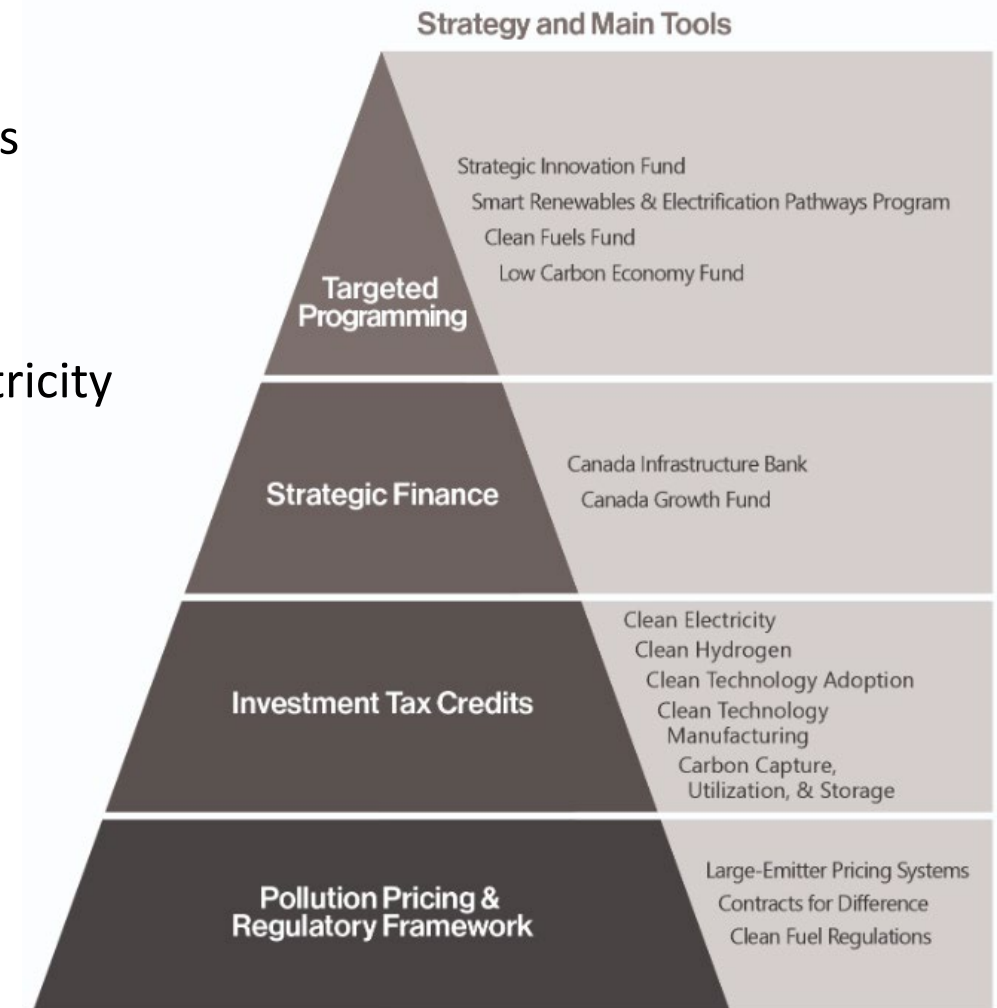 Strategy and Main Tools
s
Strategic Innovation Fund
Smart Renewables & Electrification Pathways Program
Clean Fuels Fund
Low Carbon Economy Fund
Targeted
Programming
tricity
Canada Infrastructure Bank
Strategic Finance
Canada Growth Fund
Clean Electricity
Clean Hydrogen
Clean Technology Adoption
Investment Tax Credits
Clean Technology
Manufacturing
Carbon Capture,
Utilization, & Storage
Pollution Pricing &
Regulatory Framework
Large-Emitter Pricing Systems
Contracts for Difference
Clean Fuel Regulations